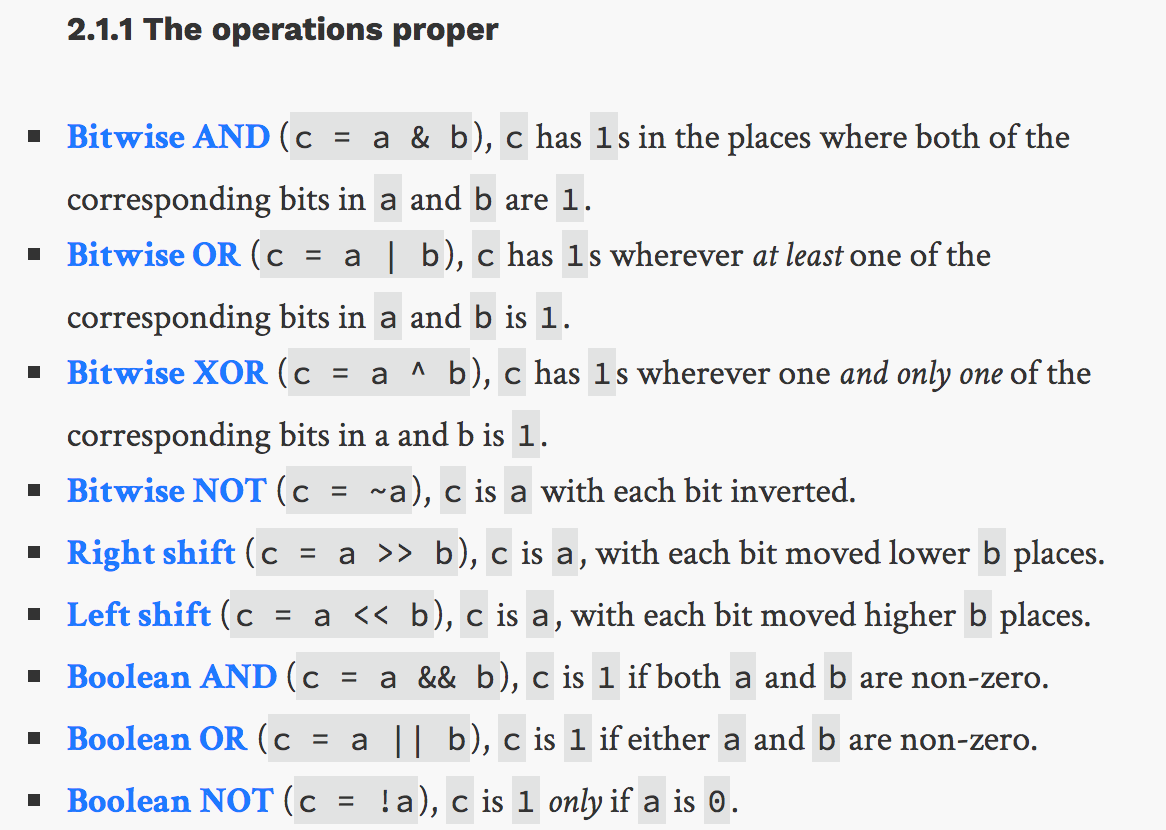 2.1.1 The operations proper
▪ Bitwise AND (c = a & b), c has 1s in the places where both of the
corresponding bits in a and b are 1.
▪ Bitwise OR (c = a | b), c has 1s wherever at least one of the
corresponding bits in a and b is 1.
▪ Bitwise XOR (c = a ^ b), c has 1s wherever one and only one of the
corresponding bits in a and b is 1.
▪ Bitwise NOT (c = ~a), c is a with each bit inverted.
▪ Right shift (c = a >> b), c is a, with each bit moved lower b places.
▪ Left shift (c = a << b), c is a, with each bit moved higher b places.
▪ Boolean AND (c = a && b), c is 1 if both a and b are non-zero.
▪ Boolean OR (c = a || b), c is 1 if either a and b are non-zero.
▪ Boolean NOT (c = !a), c is 1 only if a is 0.